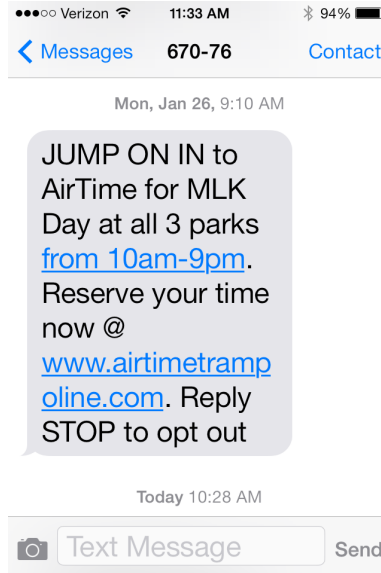 Verizon 11:33 AM 94%
Messages 670-76 Contact
Mon, Jan 26, 9:10 AM
JUMP ON IN to
AirTime for MLK
Day at all 3 parks
from 10am-9pm.
Reserve your time
now @
www.airtimetramp
oline.com. Reply
STOP to opt out
Today 10:28 AM
Text Message Send